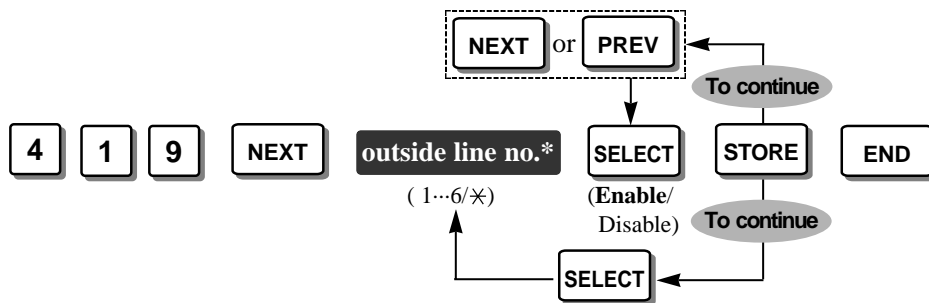 NEXT or PREV
To continue
4 1 9 NEXT outside line no.* SELECT STORE END
( 1···6/✳) (Enable/
Disable)
To continue
SELECT